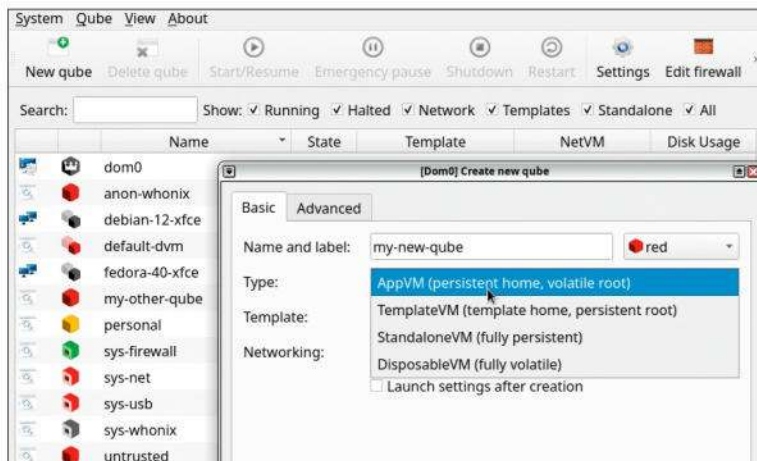 System Qube View About
New qube Delete qube Start/Resume Emergency pause Shutdown Restart Settings Edit firewall
Search: Show: Running Halted Network Templates Standalone All
Name State Template NetVM Disk Usage
dom0
[Dom0] Create new qube
anon-whonix
Basic Advanced
debian-12-xfce
default-dvm
Name and label: my-new-qube red
fedora-40-xfce
Type: AppVM (persistent home, volatile root)
my-other-qube
TemplateVM (template home, persistent root)
personal
Template:
StandaloneVM (fully persistent)
sys-firewall
Networking:
DisposableVM (fully volatile)
sys-net
Launch settings after creation
sys-usb
sys-whonix
untrusted